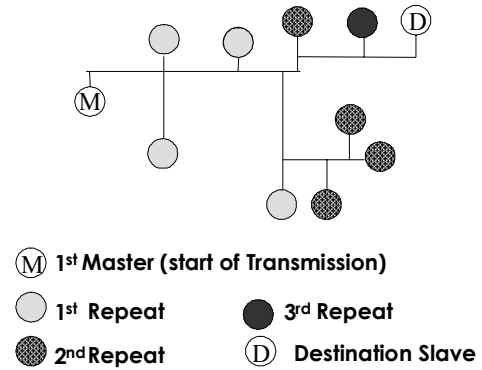 D
M
M 1st Master (start of Transmission)
1st Repeat
3rd Repeat
2nd Repeat
D Destination Slave